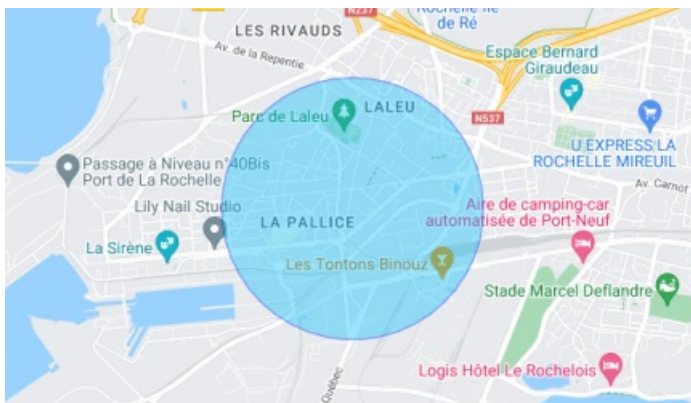 Rochelle Île
de Ré
N237
LES RIVAUDS
Av. de la Repentie
Espace Bernard
Giraudeau
Parc de Laleu
LALEU
N537
U EXPRESS LA
ROCHELLE MIREUIL
Passage à Niveau n°40Bis
Port de La Rochelle
Av. Carnot
Lily Nail Studio
Aire de camping-car
automatisée de Port-Neuf
LA PALLICE
La Sirène
Les Tontons Binouz
Stade Marcel Deflandre
Logis Hôtel Le Rochelois
Québec